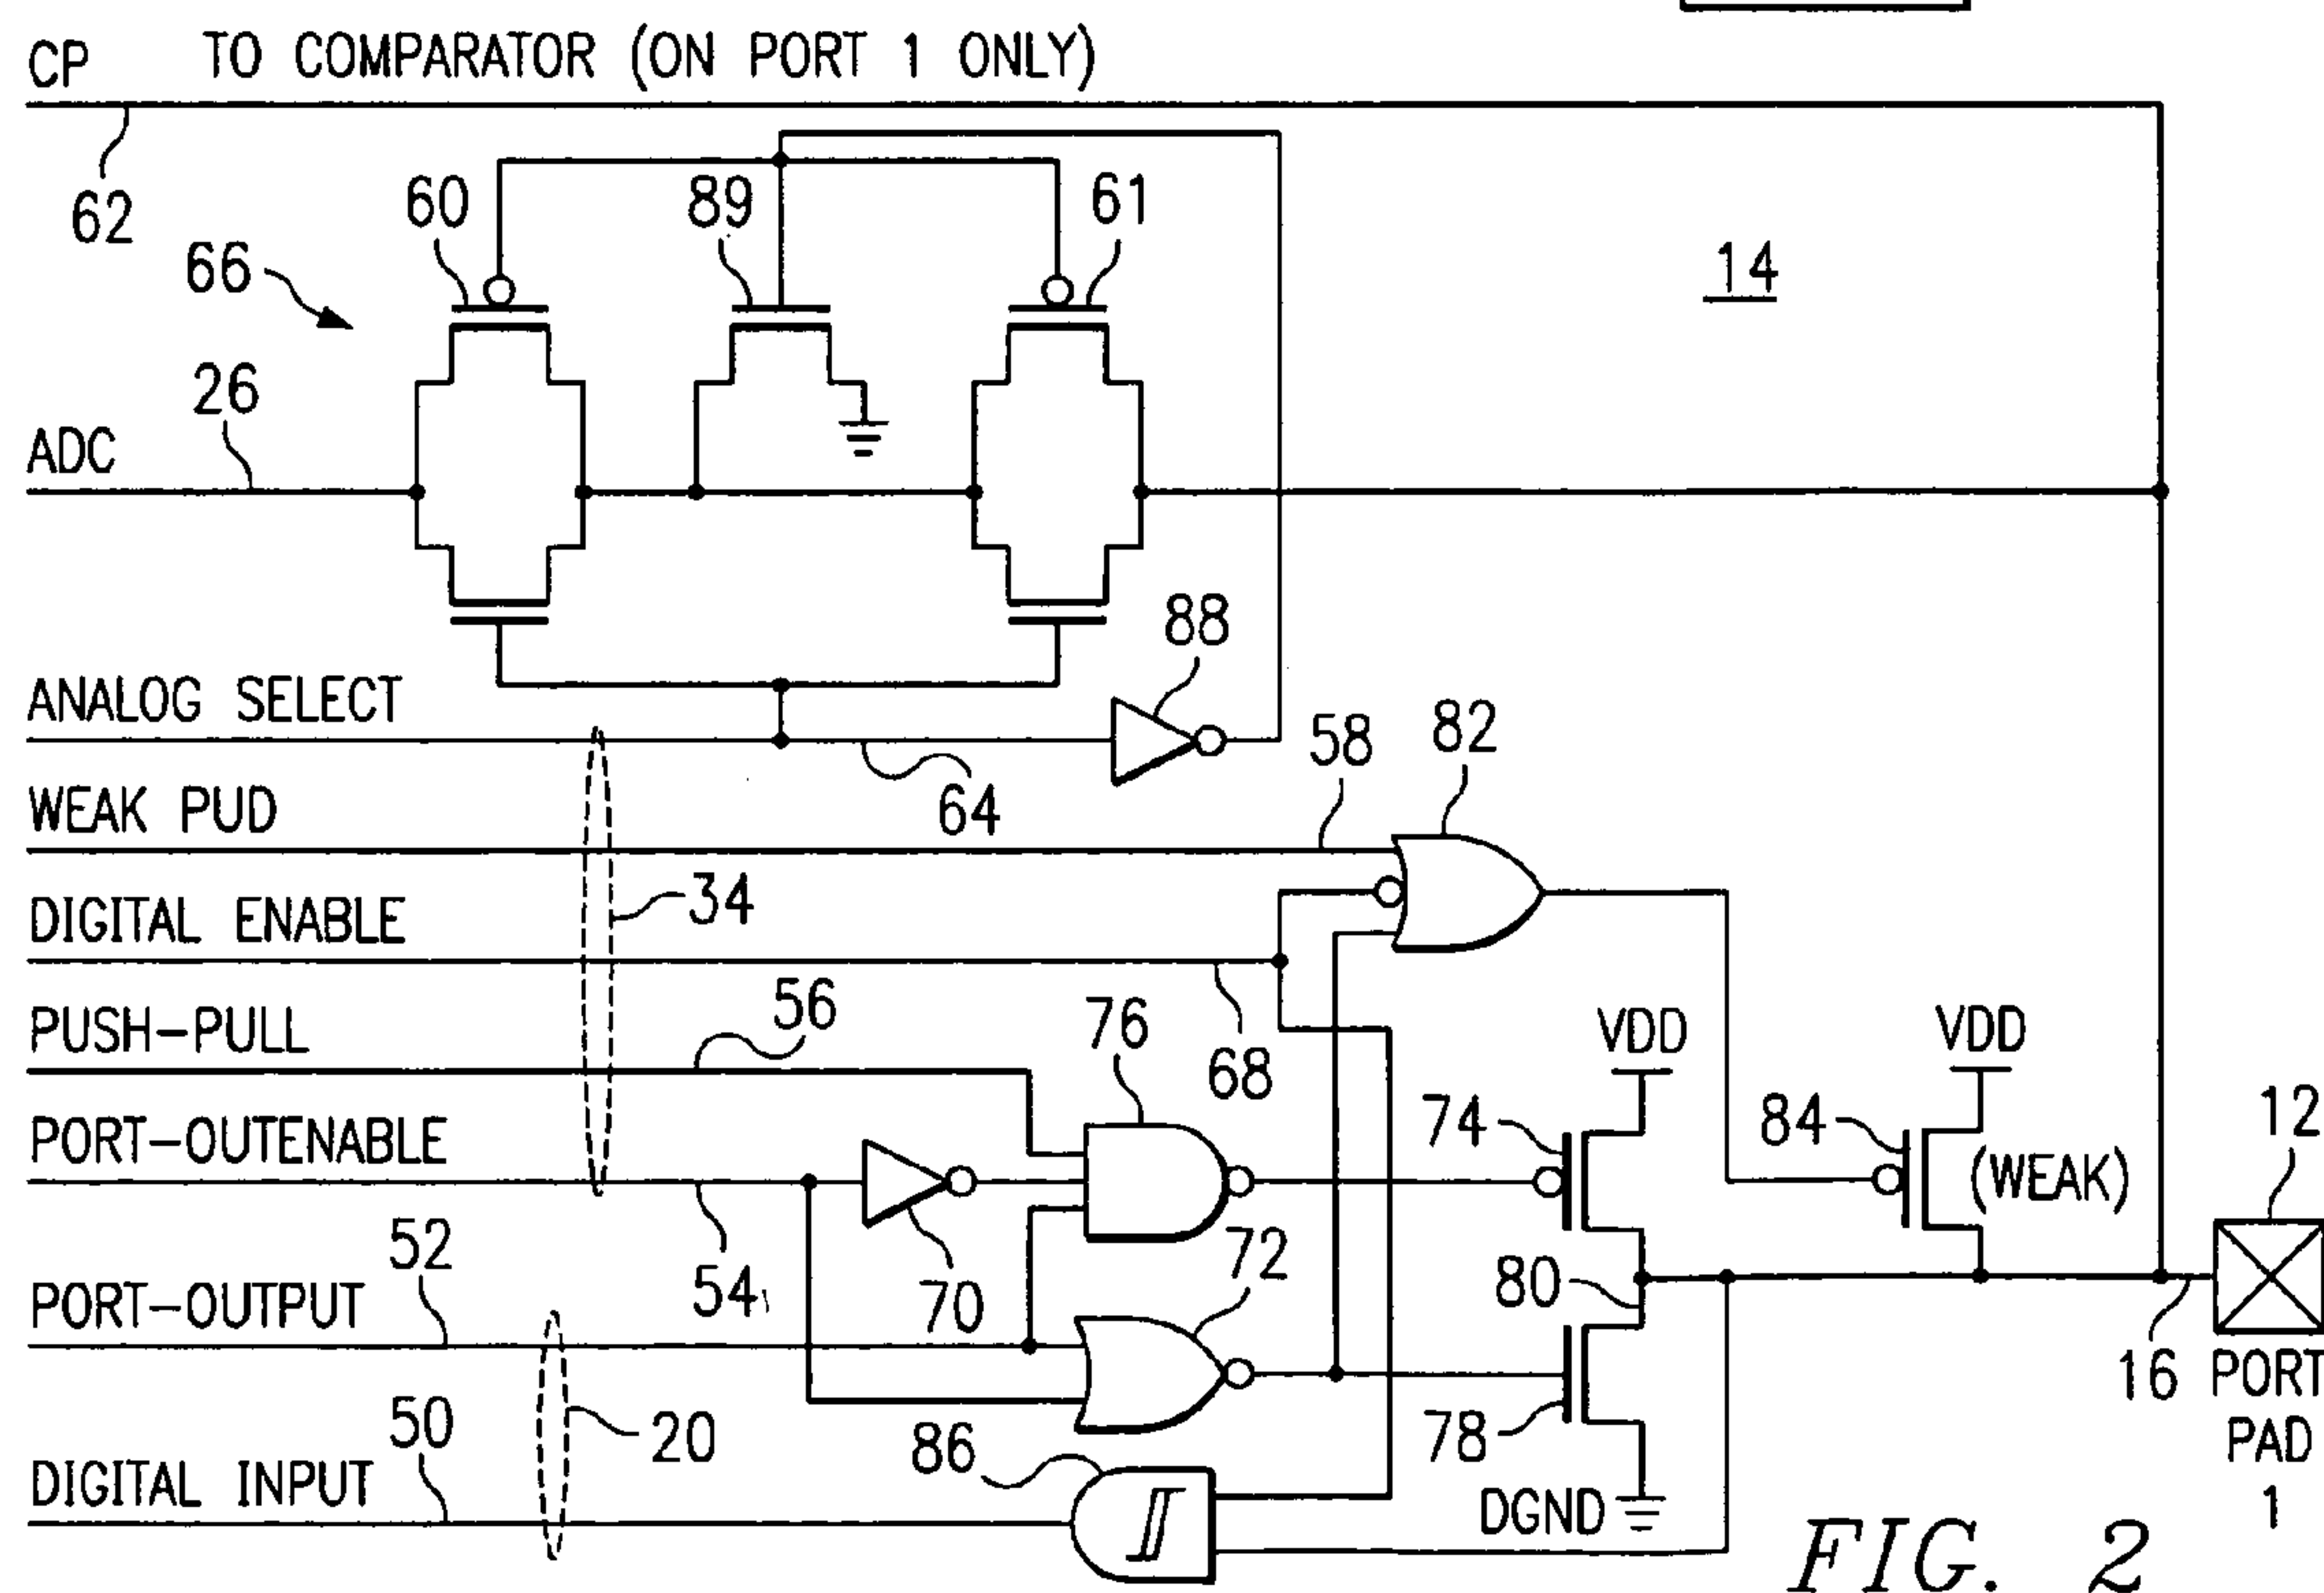 CP TO COMPARATOR (ON PORT 1 ONLY)
62
60
89
61
66
14
26
ADC
88
ANALOG SELECT
64
58
82
WEAK PUD
34
DIGITAL ENABLE
56
76
68
VDD
VDD
PUSH-PULL
74
84
(WEAK)
12
PORT-OUTENABLE
52
54
70
72
80
PORT-OUTPUT
16
PORT
PAD
1
50
20
86
78
DIGITAL INPUT
DGND
FIG. 2